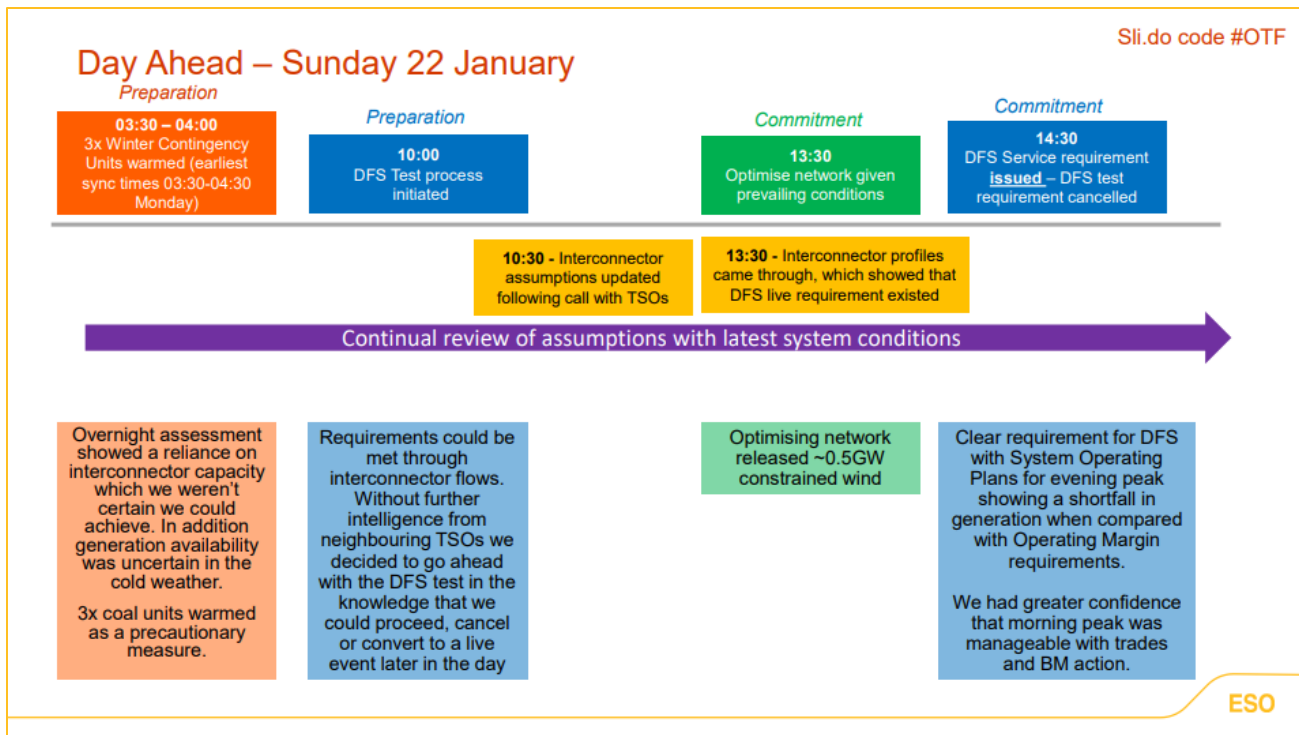 Sli.do code #OTF
Day Ahead – Sunday 22 January
Preparation
03:30 – 04:00
3x Winter Contingency
Units warmed (earliest
sync times 03:30-04:30
Monday)
Preparation
10:00
DFS Test process
initiated
Commitment
13:30
Optimise network given
prevailing conditions
Commitment
14:30
DFS Service requirement
issued – DFS test
requirement cancelled
10:30 - Interconnector
assumptions updated
following call with TSOs
13:30 - Interconnector profiles
came through, which showed that
DFS live requirement existed
Continual review of assumptions with latest system conditions
Overnight assessment
showed a reliance on
interconnector capacity
which we weren't
certain we could
achieve. In addition
generation availability
was uncertain in the
cold weather.
3x coal units warmed
as a precautionary
measure.
Requirements could be
met through
interconnector flows.
Without further
intelligence from
neighbouring TSOs we
decided to go ahead
with the DFS test in the
knowledge that we
could proceed, cancel
or convert to a live
event later in the day
Optimising network
released ~0.5GW
constrained wind
Clear requirement for DFS
with System Operating
Plans for evening peak
showing a shortfall in
generation when compared
with Operating Margin
requirements.
We had greater confidence
that morning peak was
manageable with trades
and BM action.
ESO